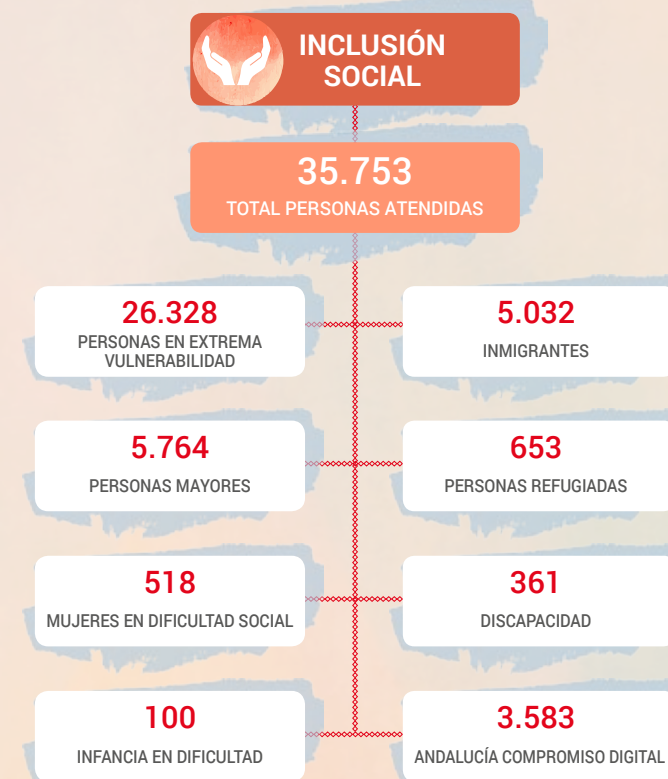 INCLUSIÓN
SOCIAL
35.753
TOTAL PERSONAS ATENDIDAS
26.328
PERSONAS EN EXTREMA
VULNERABILIDAD
5.032
INMIGRANTES
5.764
PERSONAS MAYORES
653
PERSONAS REFUGIADAS
518
MUJERES EN DIFICULTAD SOCIAL
361
DISCAPACIDAD
100
INFANCIA EN DIFICULTAD
3.583
ANDALUCÍA COMPROMISO DIGITAL